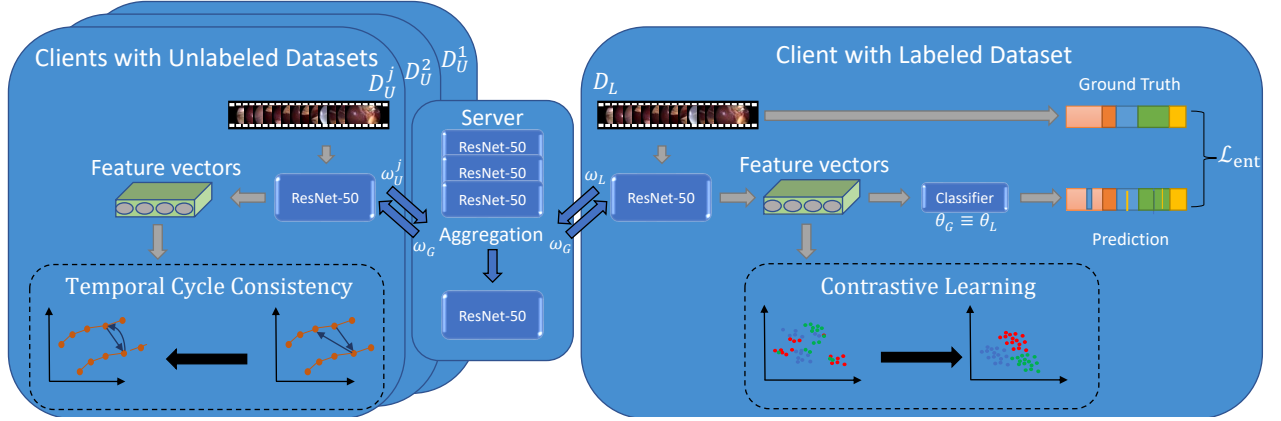 Clients with Unlabeled Datasets
D_U^j
D_U^2
D_U^1
Feature vectors
ResNet-50
ω_U^j
ω_G
Temporal Cycle Consistency
Server
ResNet-50
ResNet-50
ResNet-50
Aggregation
ResNet-50
Client with Labeled Dataset
D_L
Ground Truth
ω_L
ω_G
ResNet-50
Feature vectors
Classifier
θ_G ≡ θ_L
Prediction
ℒ_ent
Contrastive Learning